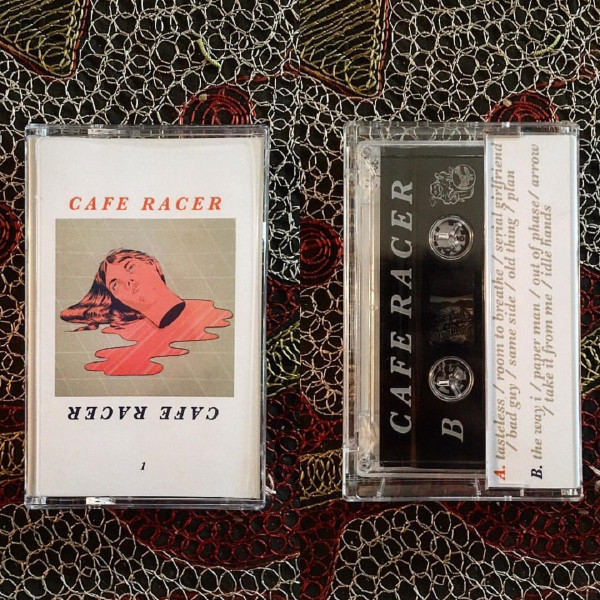 CAFE RACER
CAFE RACER
1
CAFE RACER
B
A. tasteless / room to breathe / serial girlfriend
/ bad guy / same side / old thing / plan
B. the way i / paper man / out of phase / arrow
/ take it from me / idle hands